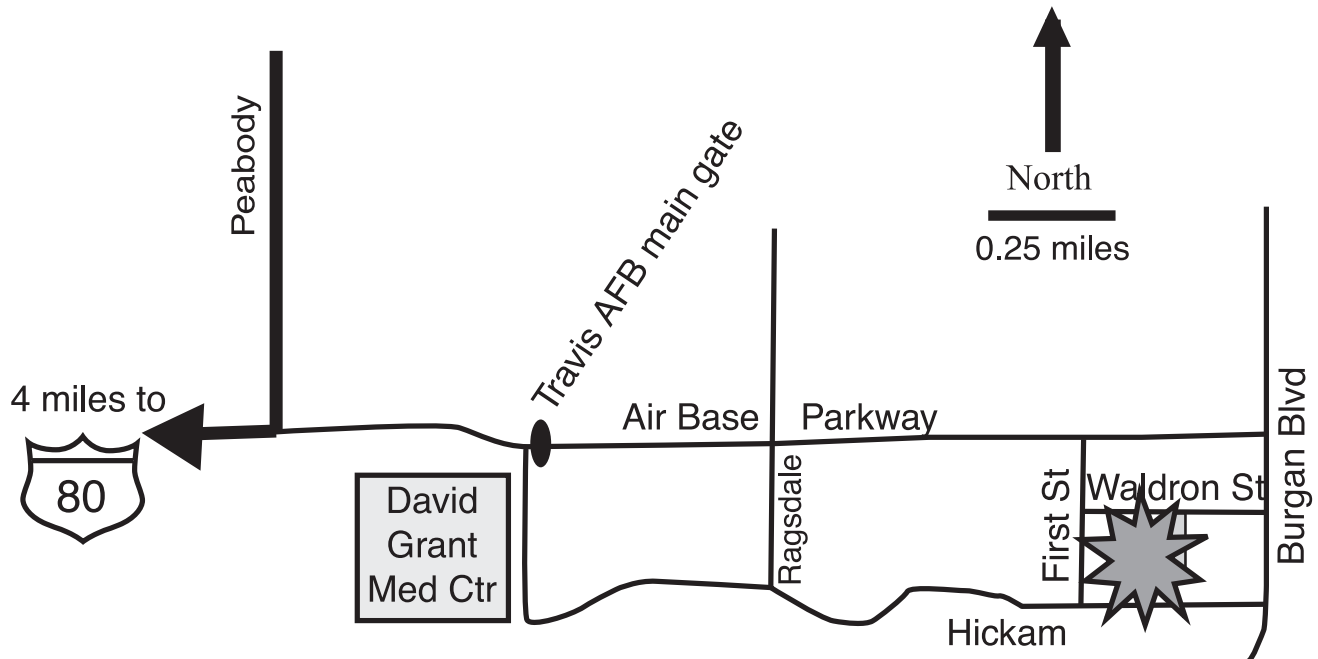 North
0.25 miles
Peabody
Travis AFB main gate
4 miles to
80
Air Base Parkway
David
Grant
Med Ctr
Ragsdale
First St
Waldron St
Burgan Blvd
Hickam